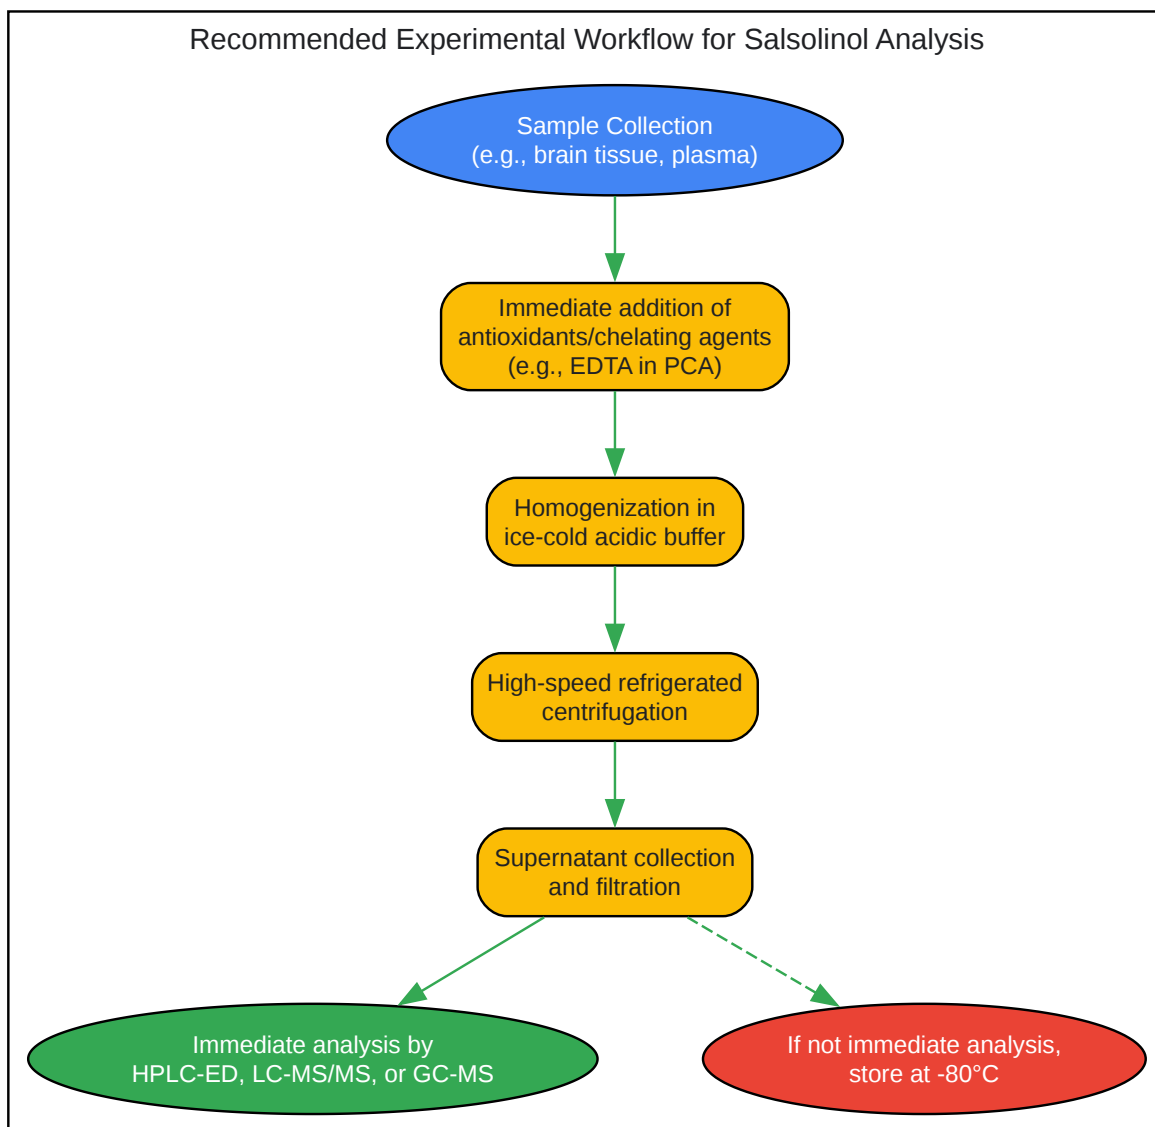 Recommended Experimental Workflow for Salsolinol Analysis
Sample Collection
(e.g., brain tissue, plasma)
Immediate addition of
antioxidants/chelating agents
(e.g., EDTA in PCA)
Homogenization in
ice-cold acidic buffer
High-speed refrigerated
centrifugation
Supernatant collection
and filtration
Immediate analysis by
HPLC-ED, LC-MS/MS, or GC-MS
If not immediate analysis,
store at -80°C